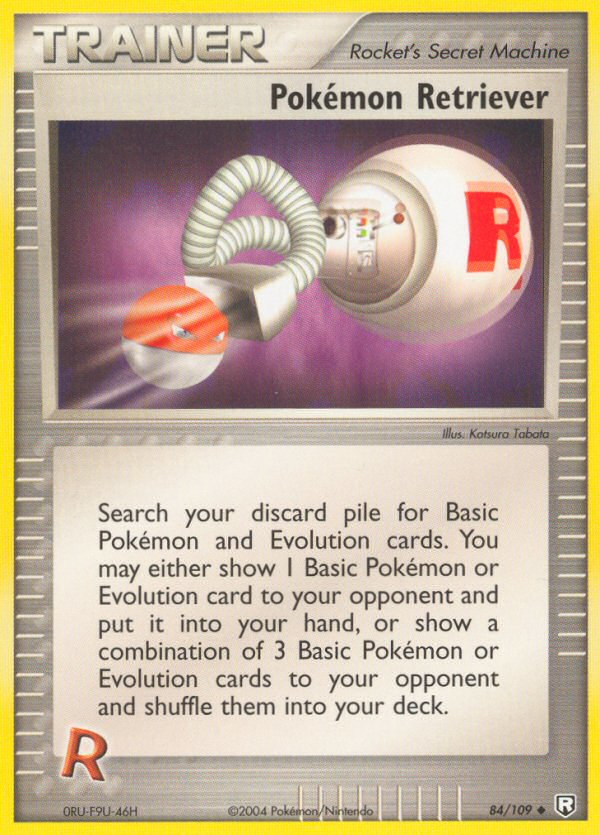 TRAINER
Rocket's Secret Machine
Pokémon Retriever
R
Illus. Katsura Tabata
Search your discard pile for Basic
Pokémon and Evolution cards. You
may either show 1 Basic Pokémon or
Evolution card to your opponent and
put it into your hand, or show a
combination of 3 Basic Pokémon or
Evolution cards to your opponent
and shuffle them into your deck.
R
0RU-F9U-46H
©2004 Pokémon/Nintendo
84/109 ◆ R